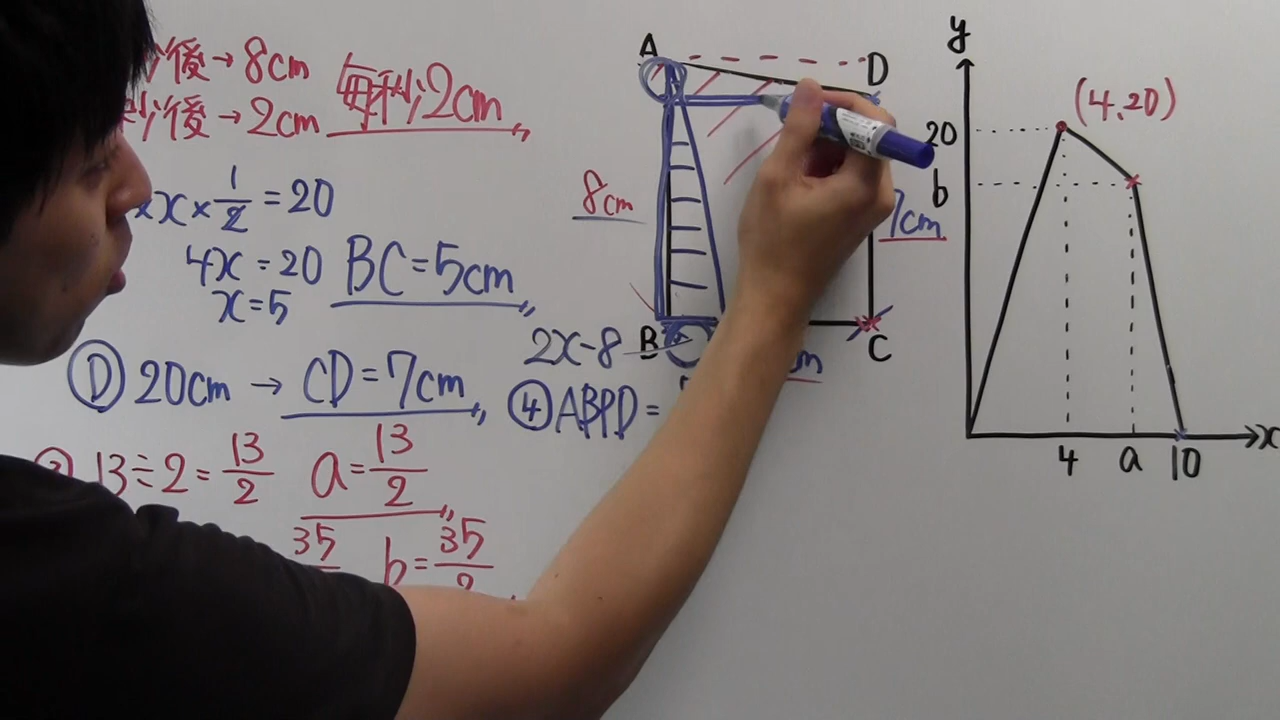 後→8cm 毎秒2cm
秒後→2cm
x×1/2=20
4x=20
x=5
BC=5cm
Ⓓ 20cm → CD=7cm
13÷2=13/2 a=13/2
35 b=35/2
A
D
8cm
7cm
B
C
cm
2x-8
④ABPD=
y
(4,20)
20
b
4
a
10
x